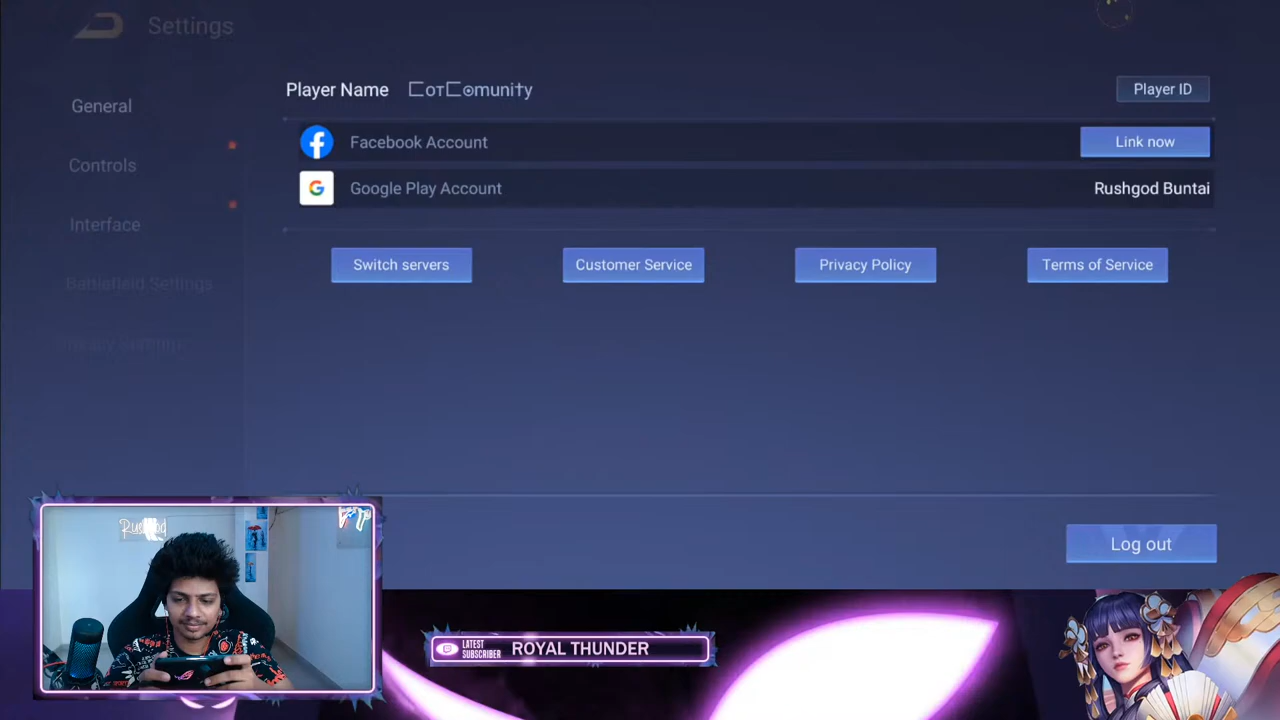 Settings
General
Controls
Interface
Battlefield Settings
Player Name
Player ID
Facebook Account
Link now
Google Play Account
Rushgod Buntai
Switch servers
Customer Service
Privacy Policy
Terms of Service
Log out
LATEST
SUBSCRIBER
ROYAL THUNDER